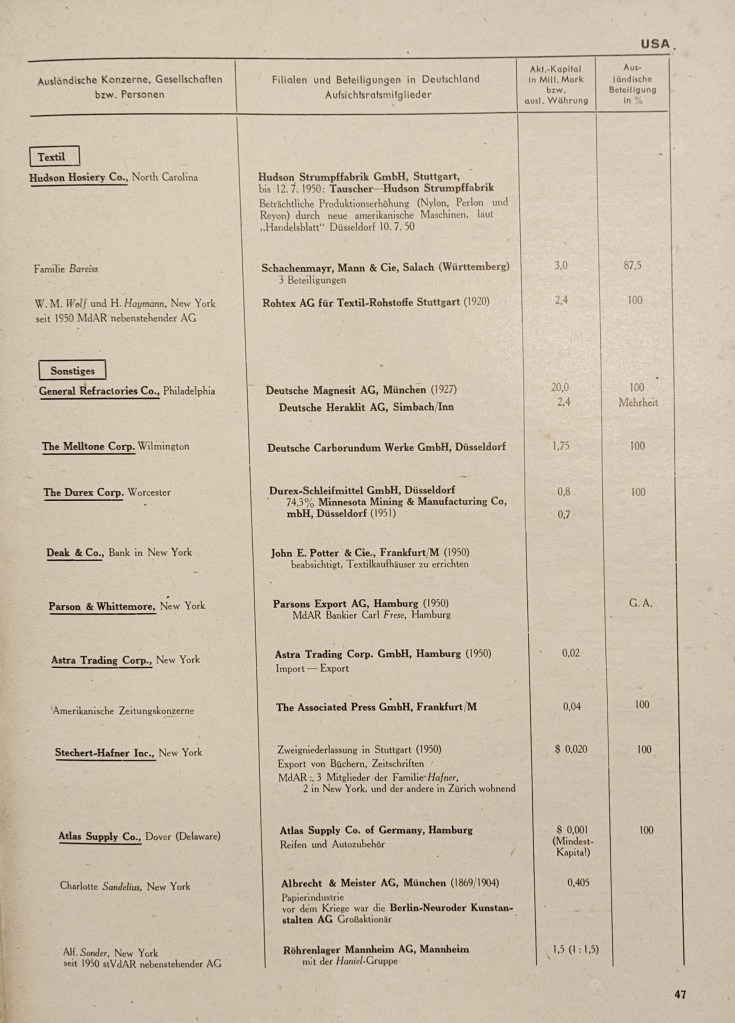 USA
Ausländische Konzerne, Gesellschaften
bzw. Personen
Filialen und Beteiligungen in Deutschland
Aufsichtsratsmitglieder
Akt.-Kapital
in Mill. Mark
bzw.
ausl. Währung
Aus-
ländische
Beteiligung
in %
Textil
Hudson Hosiery Co., North Carolina
Hudson Strumpffabrik GmbH, Stuttgart,
bis 12. 7. 1950: Tauscher—Hudson Strumpffabrik
Beträchtliche Produktionserhöhung (Nylon, Perlon und
Reyon) durch neue amerikanische Maschinen, laut
„Handelsblatt" Düsseldorf 10. 7. 50
Familie Bareiss
Schachenmayr, Mann & Cie, Salach (Württemberg)
3,0
87,5
3 Beteiligungen
W. M. Wolf und H. Haymann, New York
Rohtex AG für Textil-Rohstoffe Stuttgart (1920)
2,4
100
seit 1950 MdAR nebenstehender AG
Sonstiges
General Refractories Co., Philadelphia
Deutsche Magnesit AG, München (1927)
20,0
100
Deutsche Heraklit AG, Simbach/Inn
2,4
Mehrheit
The Melltone Corp. Wilmington
Deutsche Carborundum Werke GmbH, Düsseldorf
1,75
100
The Durex Corp. Worcester
Durex-Schleifmittel GmbH, Düsseldorf
0,8
100
74,3% Minnesota Mining & Manufacturing Co,
mbH, Düsseldorf (1951)
0,7
Deak & Co., Bank in New York
John E. Potter & Cie., Frankfurt/M (1950)
beabsichtigt, Textilkaufhäuser zu errichten
Parson & Whittemore, New York
Parsons Export AG, Hamburg (1950)
G. A.
MdAR Bankier Carl Frese, Hamburg
Astra Trading Corp., New York
Astra Trading Corp. GmbH, Hamburg (1950)
0,02
Import — Export
Amerikanische Zeitungskonzerne
The Associated Press GmbH, Frankfurt/M
0,04
100
Stechert-Hafner Inc., New York
Zweigniederlassung in Stuttgart (1950)
$ 0,020
100
Export von Büchern, Zeitschriften
MdAR: 3 Mitglieder der Familie Hafner,
2 in New York, und der andere in Zürich wohnend
Atlas Supply Co., Dover (Delaware)
Atlas Supply Co. of Germany, Hamburg
$ 0,001
100
Reifen und Autozubehör
(Mindest-
Kapital)
Charlotte Sandelius, New York
Albrecht & Meister AG, München (1869/1904)
0,405
Papierindustrie
vor dem Kriege war die Berlin-Neuroder Kunstan-
stalten AG Großaktionär
Alf. Sonder, New York
Röhrenlager Mannheim AG, Mannheim
1,5 (1 : 1,5)
seit 1950 stVdAR nebenstehender AG
mit der Haniel-Gruppe
47